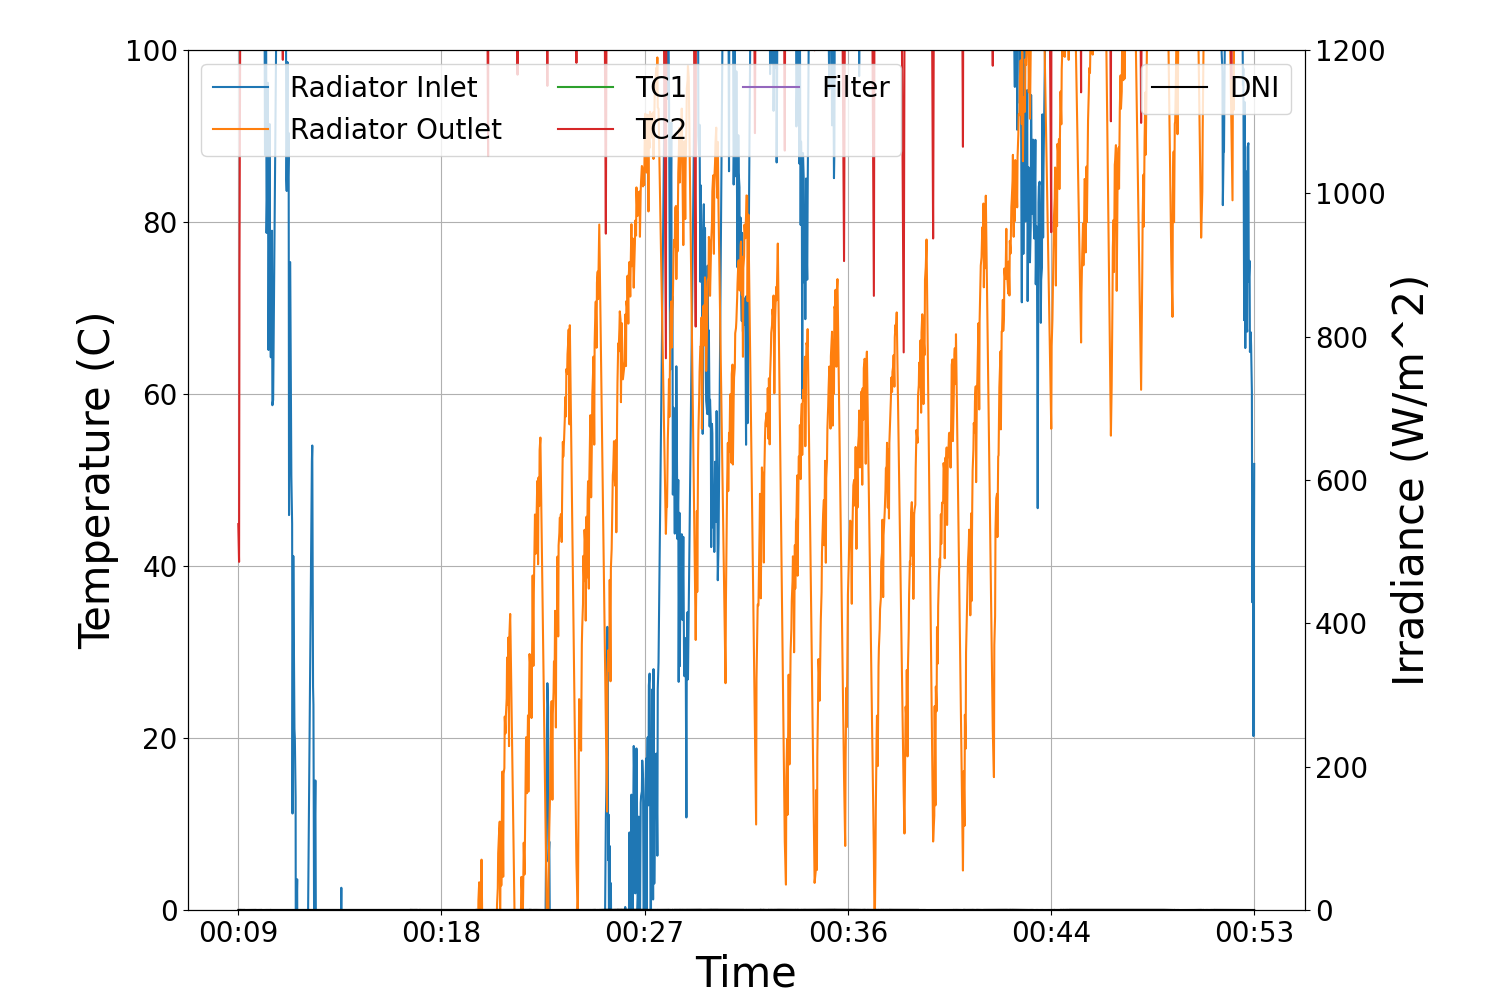 100
80
60
40
20
0
Temperature (C)
Radiator Inlet
Radiator Outlet
TC1
TC2
Filter
DNI
1200
1000
800
600
400
200
0
Irradiance (W/m^2)
00:09 00:18 00:27 00:36 00:44 00:53
Time